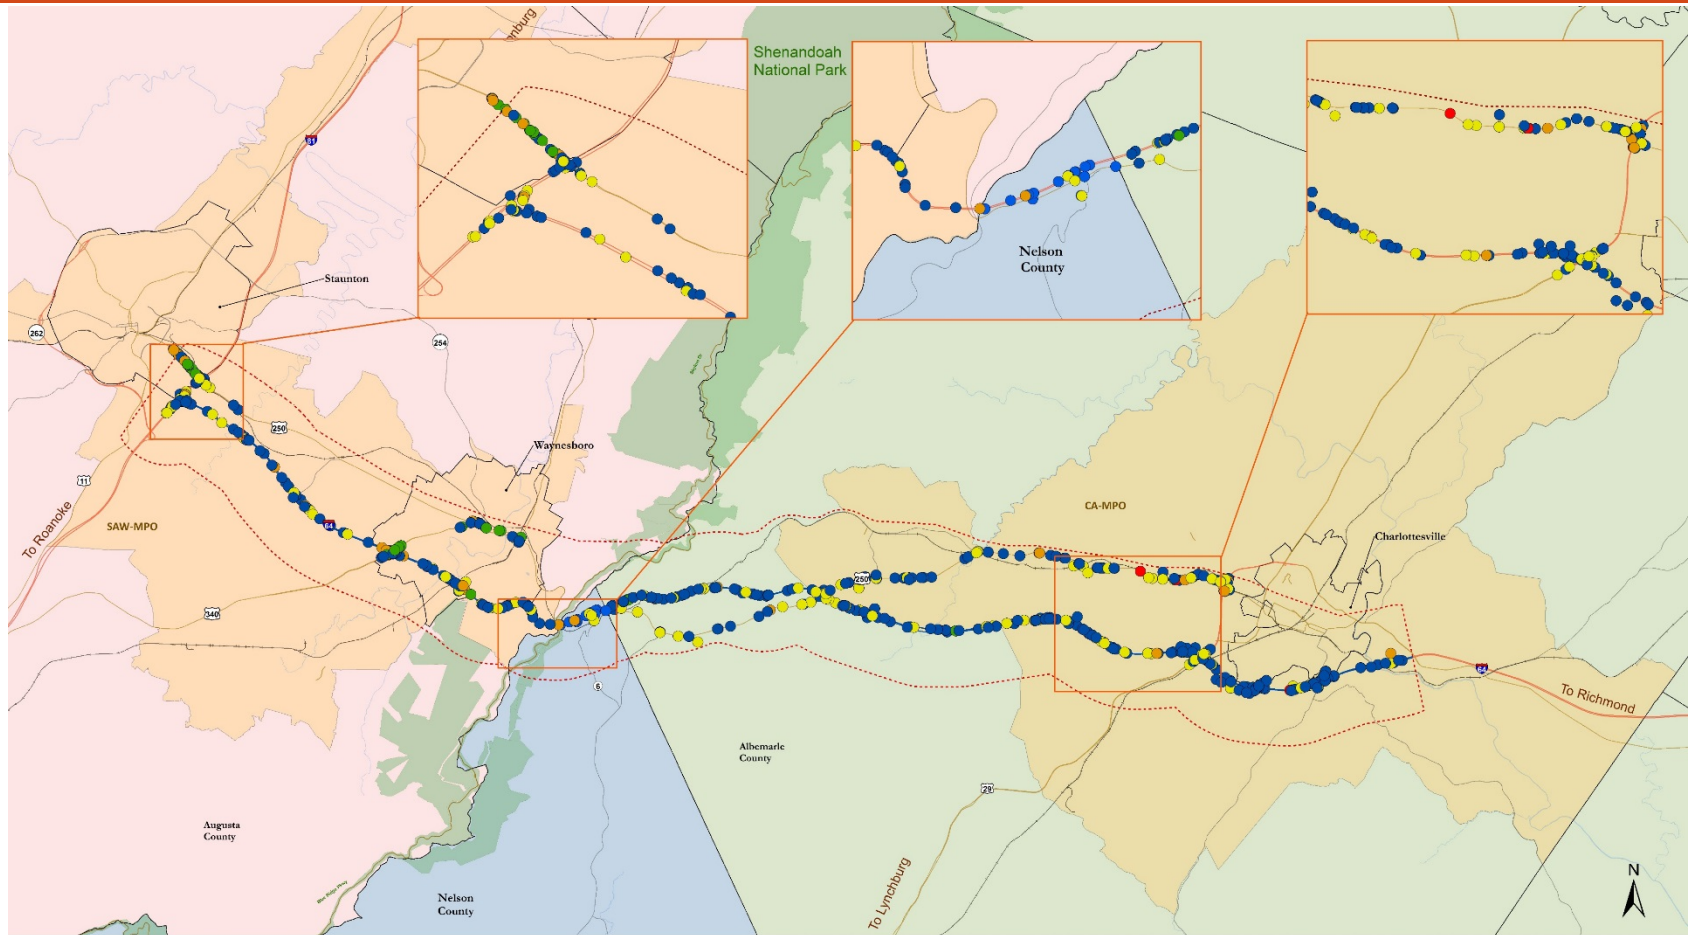 nburg
Shenandoah
National Park
81
Nelson
County
Staunton
262
254
250
Waynesboro
11
To Roanoke
SAW-MPO
64
CA-MPO
Charlottesville
250
340
6
64
To Richmond
Albemarle
County
29
Augusta
County
To Lynchburg
Nelson
County
N